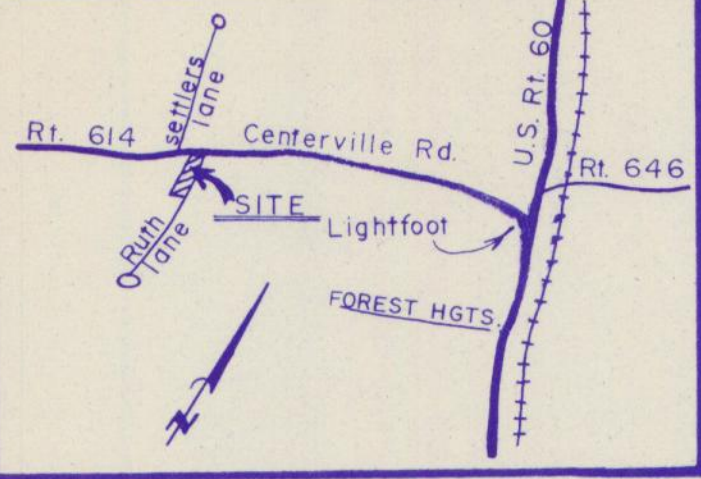 settlers
lane
U.S. Rt. 60
Rt. 614
Centerville Rd.
Rt. 646
SITE
Lightfoot
Ruth
lane
FOREST HGTS.
N